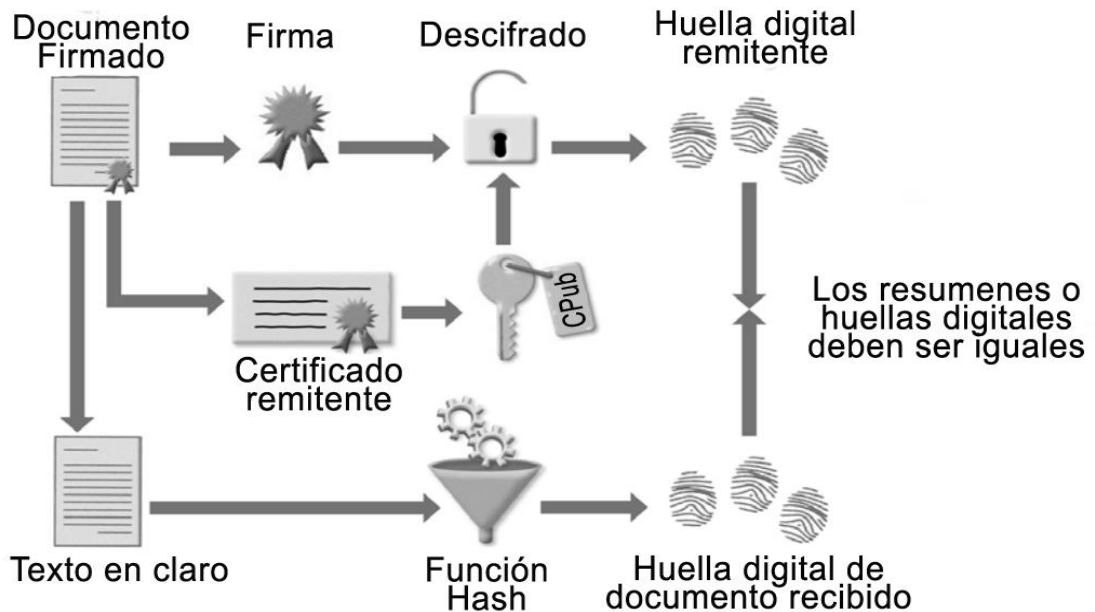 Documento
Firmado
Firma
Descifrado
Huella digital
remitente
CPub
Certificado
remitente
Los resumenes o
huellas digitales
deben ser iguales
Texto en claro
Función
Hash
Huella digital de
documento recibido